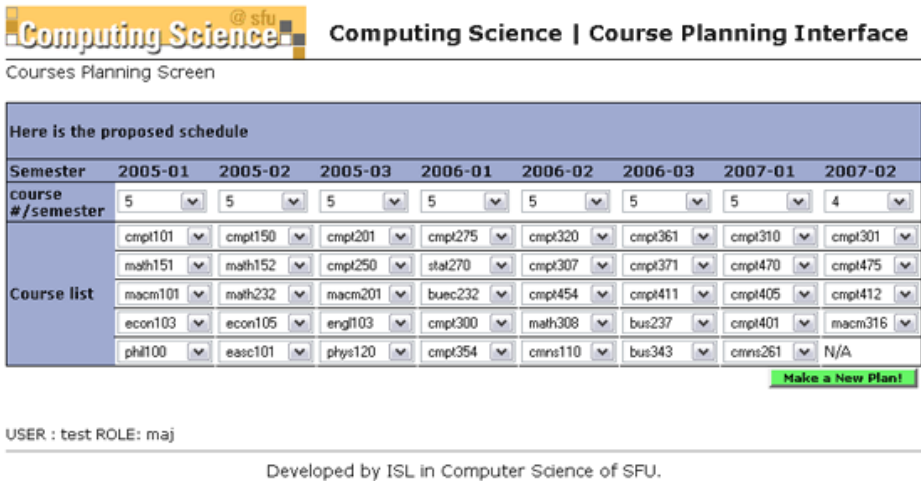 @ sfu
Computing Science
Computing Science | Course Planning Interface
Courses Planning Screen
Here is the proposed schedule
Semester 2005-01 2005-02 2005-03 2006-01 2006-02 2006-03 2007-01 2007-02
course #/semester 5 5 5 5 5 5 5 4
Course list
cmpt101 cmpt150 cmpt201 cmpt275 cmpt320 cmpt361 cmpt310 cmpt301
math151 math152 cmpt250 stat270 cmpt307 cmpt371 cmpt470 cmpt475
macm101 math232 macm201 buec232 cmpt454 cmpt411 cmpt405 cmpt412
econ103 econ105 engl103 cmpt300 math308 bus237 cmpt401 macm316
phil100 easc101 phys120 cmpt354 cmns110 bus343 cmns261 N/A
Make a New Plan!
USER : test ROLE: maj
Developed by ISL in Computer Science of SFU.